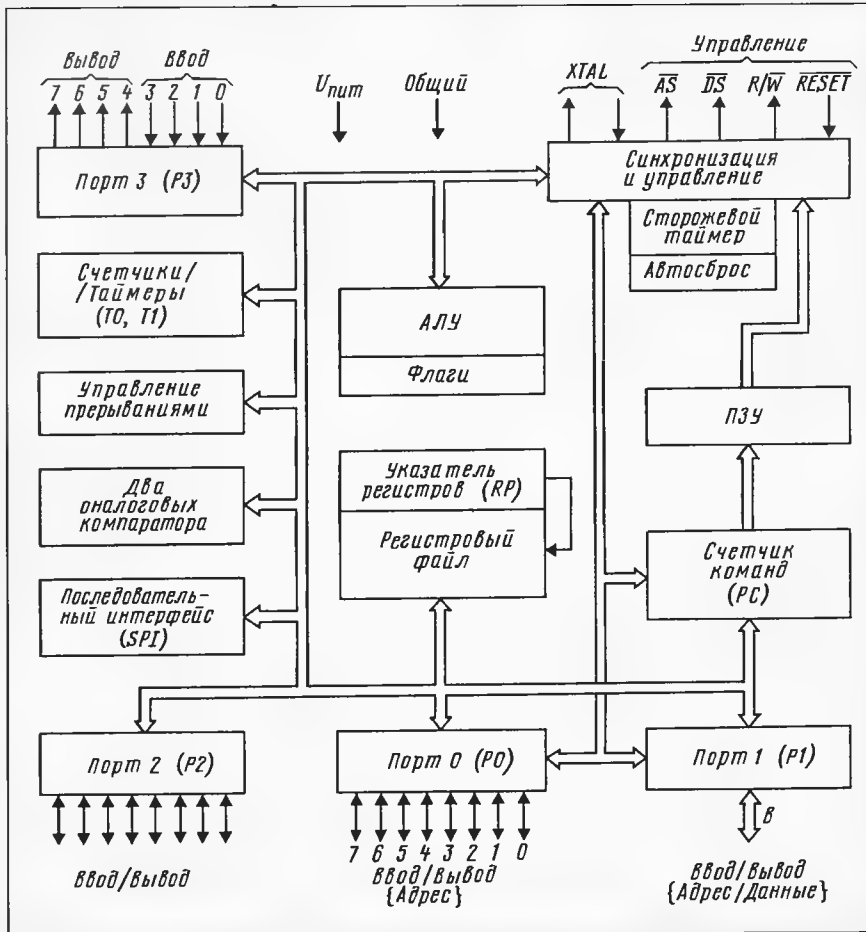 Вывод Ввод
7 6 5 4 3 2 1 0
Uпит
Общий
Управление
XTAL
AS DS R/W RESET
Порт 3 (P3)
Синхронизация
и управление
Сторожевой
таймер
Автосброс
Счетчики/
/Таймеры
(T0, T1)
АЛУ
Флаги
Управление
прерываниями
ПЗУ
Два
оналоговых
компаратора
Указатель
регистров (RP)
Регистровый
файл
Счетчик
команд
(PC)
Последователь-
ный интерфейс
(SPI)
Порт 2 (P2)
Порт 0 (P0)
Порт 1 (P1)
Ввод/Вывод
7 6 5 4 3 2 1 0
Ввод/Вывод
{Адрес}
8
Ввод/Вывод
{Адрес/Данные}